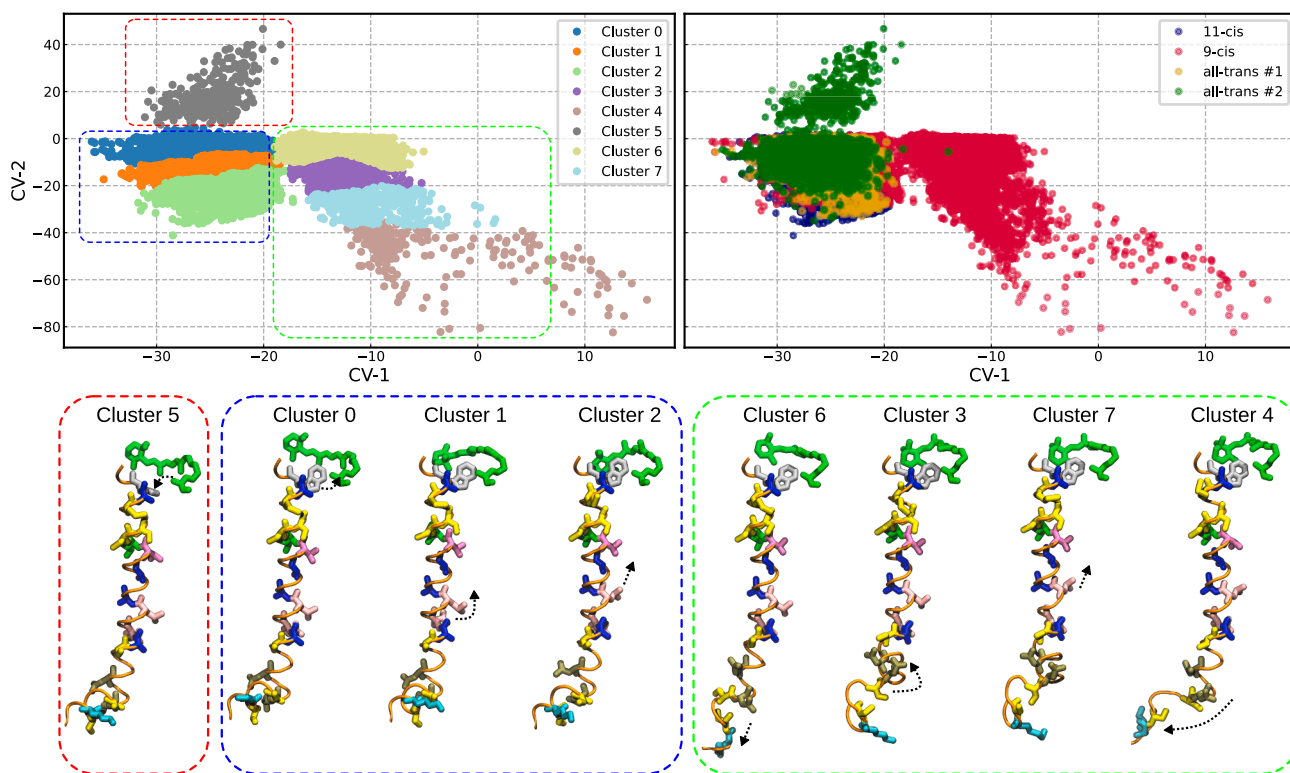 40
20
0
−20
−40
−60
−80
CV-2
−30
−20
−10
0
10
CV-1
Cluster 0
Cluster 1
Cluster 2
Cluster 3
Cluster 4
Cluster 5
Cluster 6
Cluster 7
11-cis
9-cis
all-trans #1
all-trans #2
−30
−20
−10
0
10
CV-1
Cluster 5
Cluster 0
Cluster 1
Cluster 2
Cluster 6
Cluster 3
Cluster 7
Cluster 4